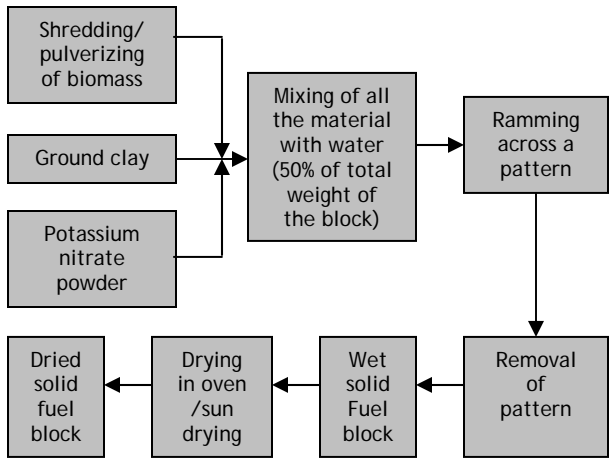 Shredding/
pulverizing
of biomass
Ground clay
Potassium
nitrate
powder
Mixing of all
the material
with water
(50% of total
weight of
the block)
Ramming
across a
pattern
Removal
of
pattern
Wet
solid
Fuel
block
Drying
in oven
/sun
drying
Dried
solid
fuel
block